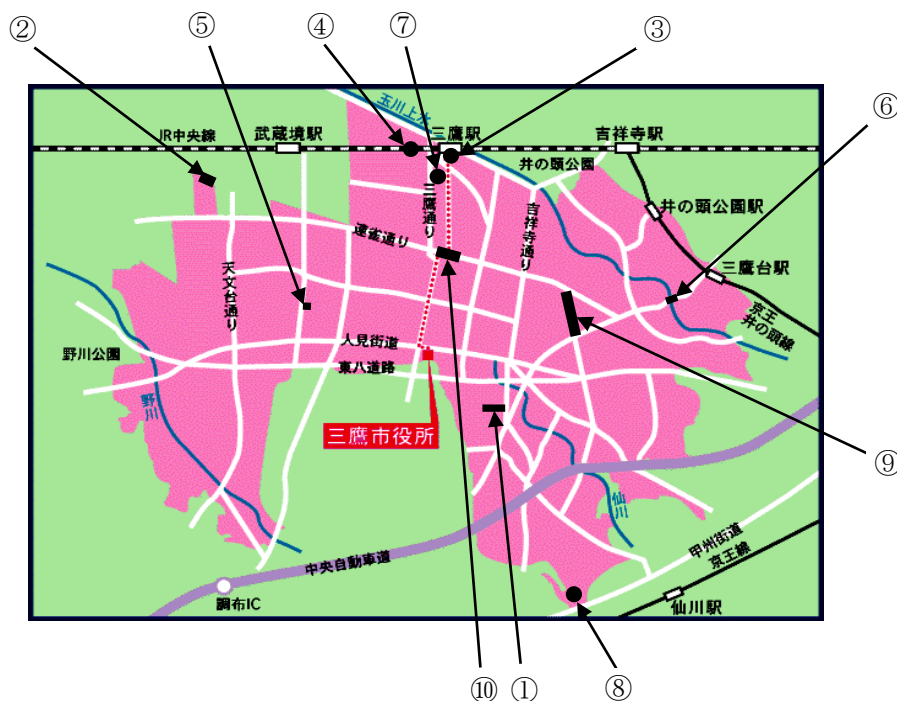 ②
⑤
④
⑦
③
⑥
玉川上水
JR中央線
武蔵境駅
三鷹駅
吉祥寺駅
井の頭公園
三鷹通り
吉祥寺通り
井の頭公園駅
連雀通り
天文台通り
三鷹台駅
京王
井の頭線
人見街道
野川公園
東八道路
野川
三鷹市役所
⑨
仙川
甲州街道
京王線
中央自動車道
調布IC
仙川駅
⑩
①
⑧